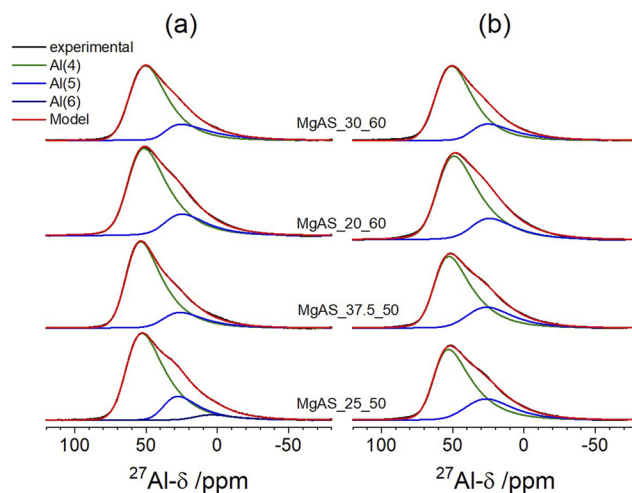 (a) (b)
experimental
Al(4)
Al(5)
Al(6)
Model
MgAS_30_60
MgAS_20_60
MgAS_37.5_50
MgAS_25_50
100 50 0 -50 100 50 0 -50
²⁷Al-δ /ppm ²⁷Al-δ /ppm